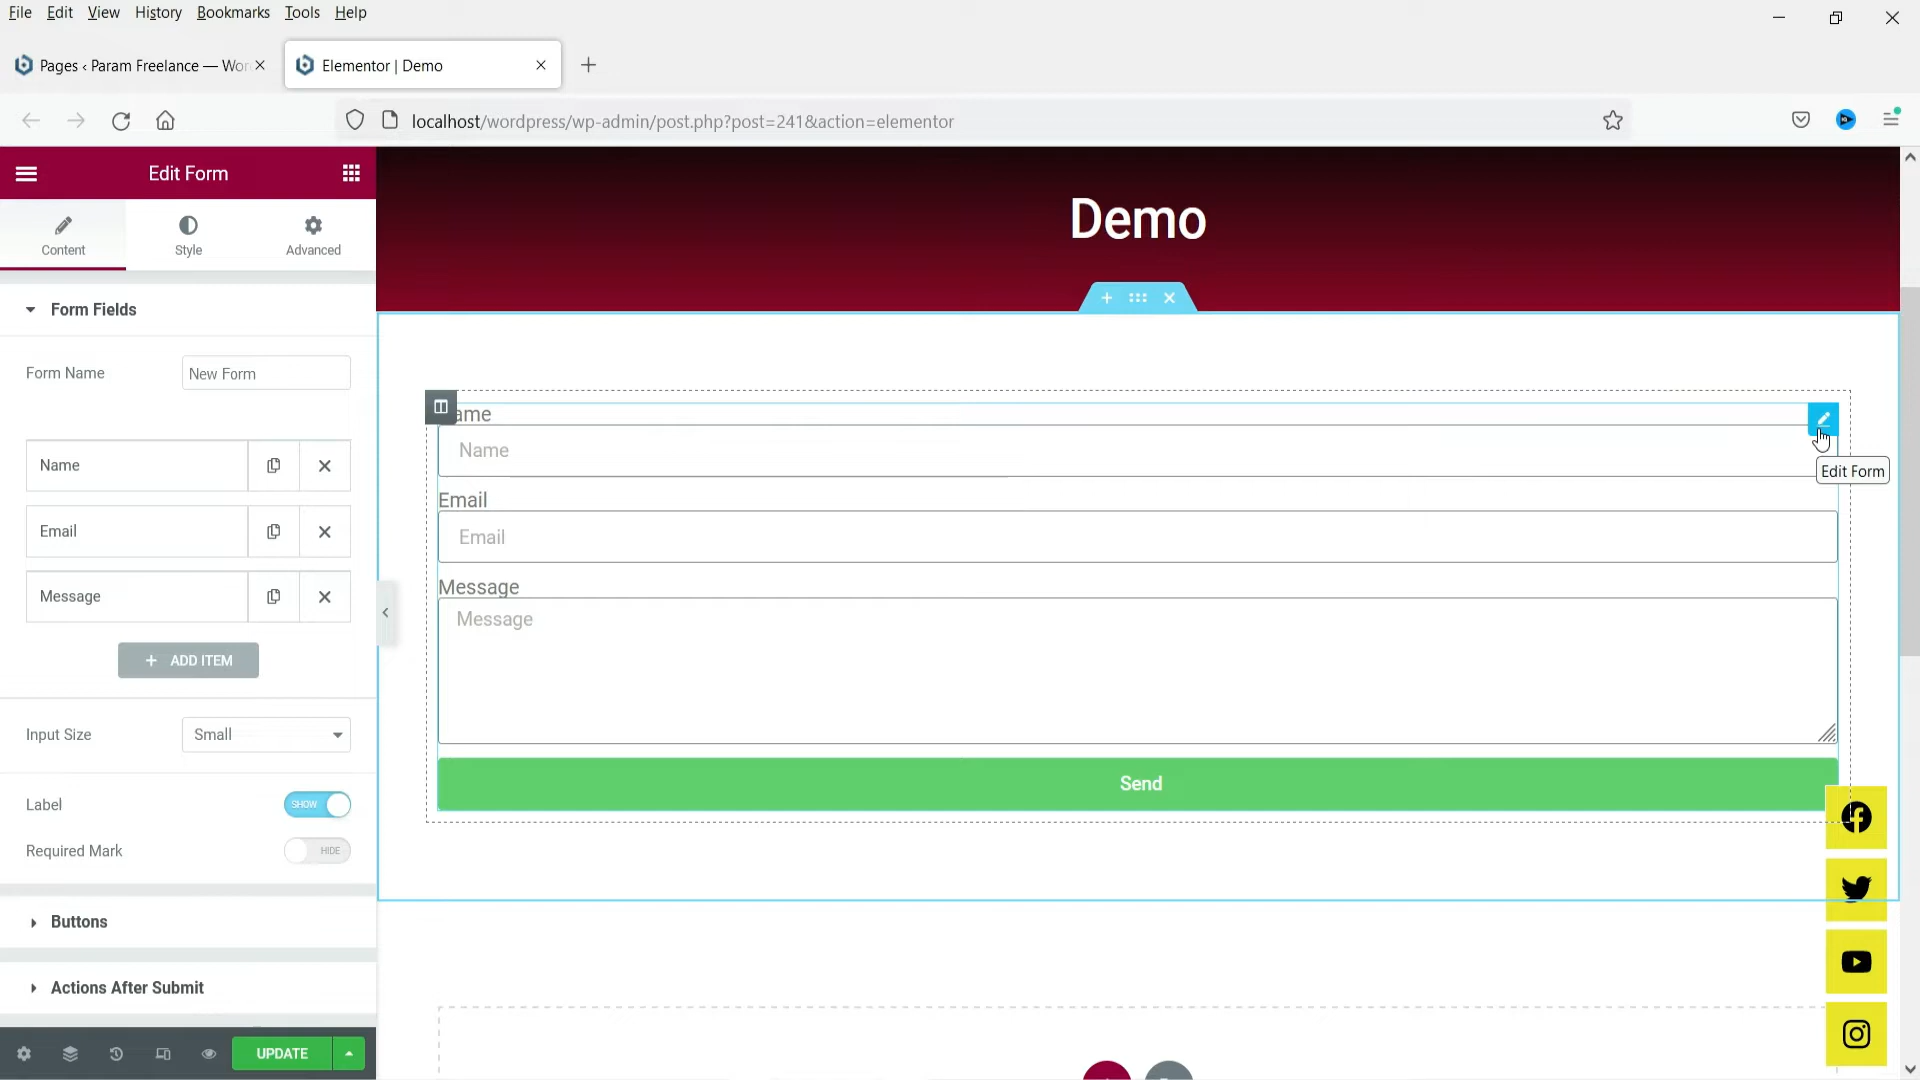 File Edit View History Bookmarks Tools Help
Pages ‹ Param Freelance — Wor
Elementor | Demo
localhost/wordpress/wp-admin/post.php?post=241&action=elementor
Edit Form
Content
Style
Advanced
Form Fields
Form Name
New Form
Name
Email
Message
+ ADD ITEM
Input Size
Small
Label
SHOW
Required Mark
HIDE
Buttons
Actions After Submit
UPDATE
Demo
ame
Name
Edit Form
Email
Email
Message
Message
Send